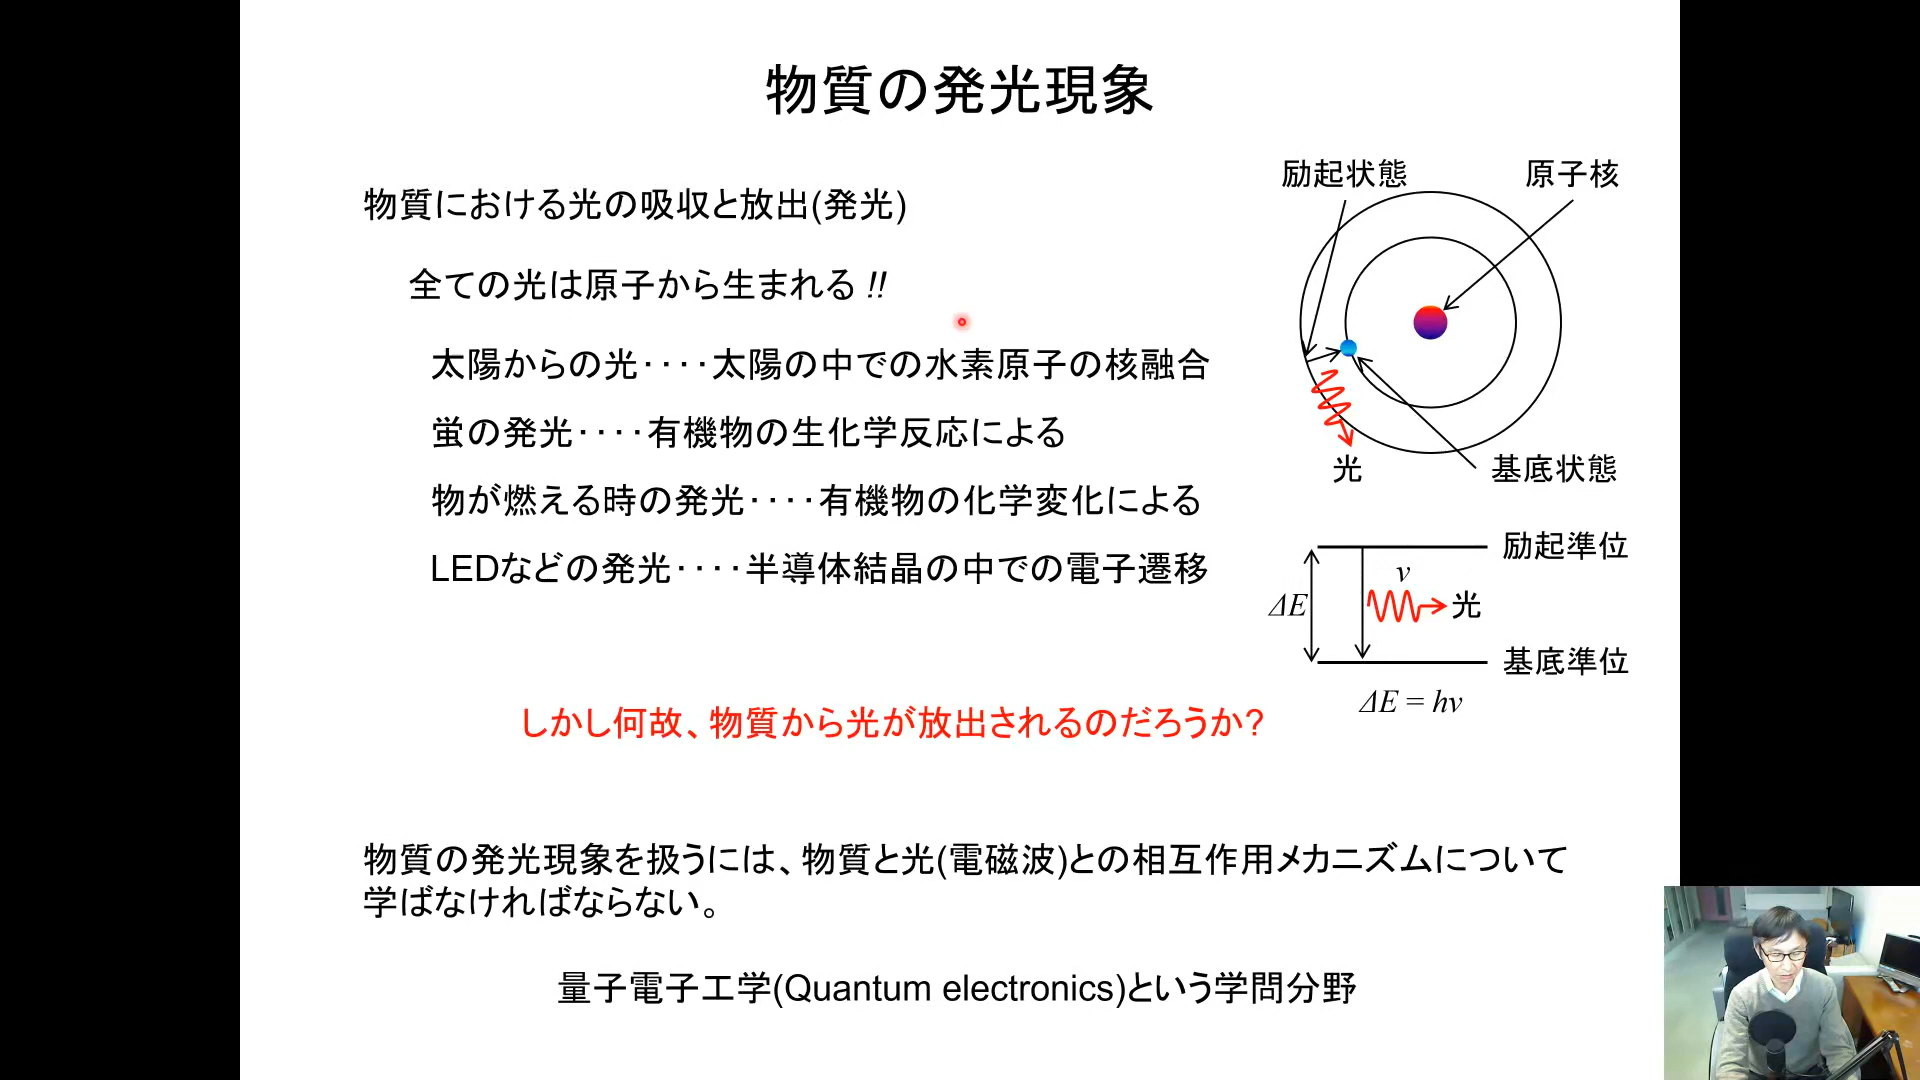 物質の発光現象
物質における光の吸収と放出(発光)
全ての光は原子から生まれる !!
太陽からの光････太陽の中での水素原子の核融合
蛍の発光････有機物の生化学反応による
物が燃える時の発光････有機物の化学変化による
LEDなどの発光････半導体結晶の中での電子遷移
励起状態
原子核
光
基底状態
励起準位
ν
ΔE
光
基底準位
ΔE = hν
しかし何故、物質から光が放出されるのだろうか?
物質の発光現象を扱うには、物質と光(電磁波)との相互作用メカニズムについて
学ばなければならない。
量子電子工学(Quantum electronics)という学問分野